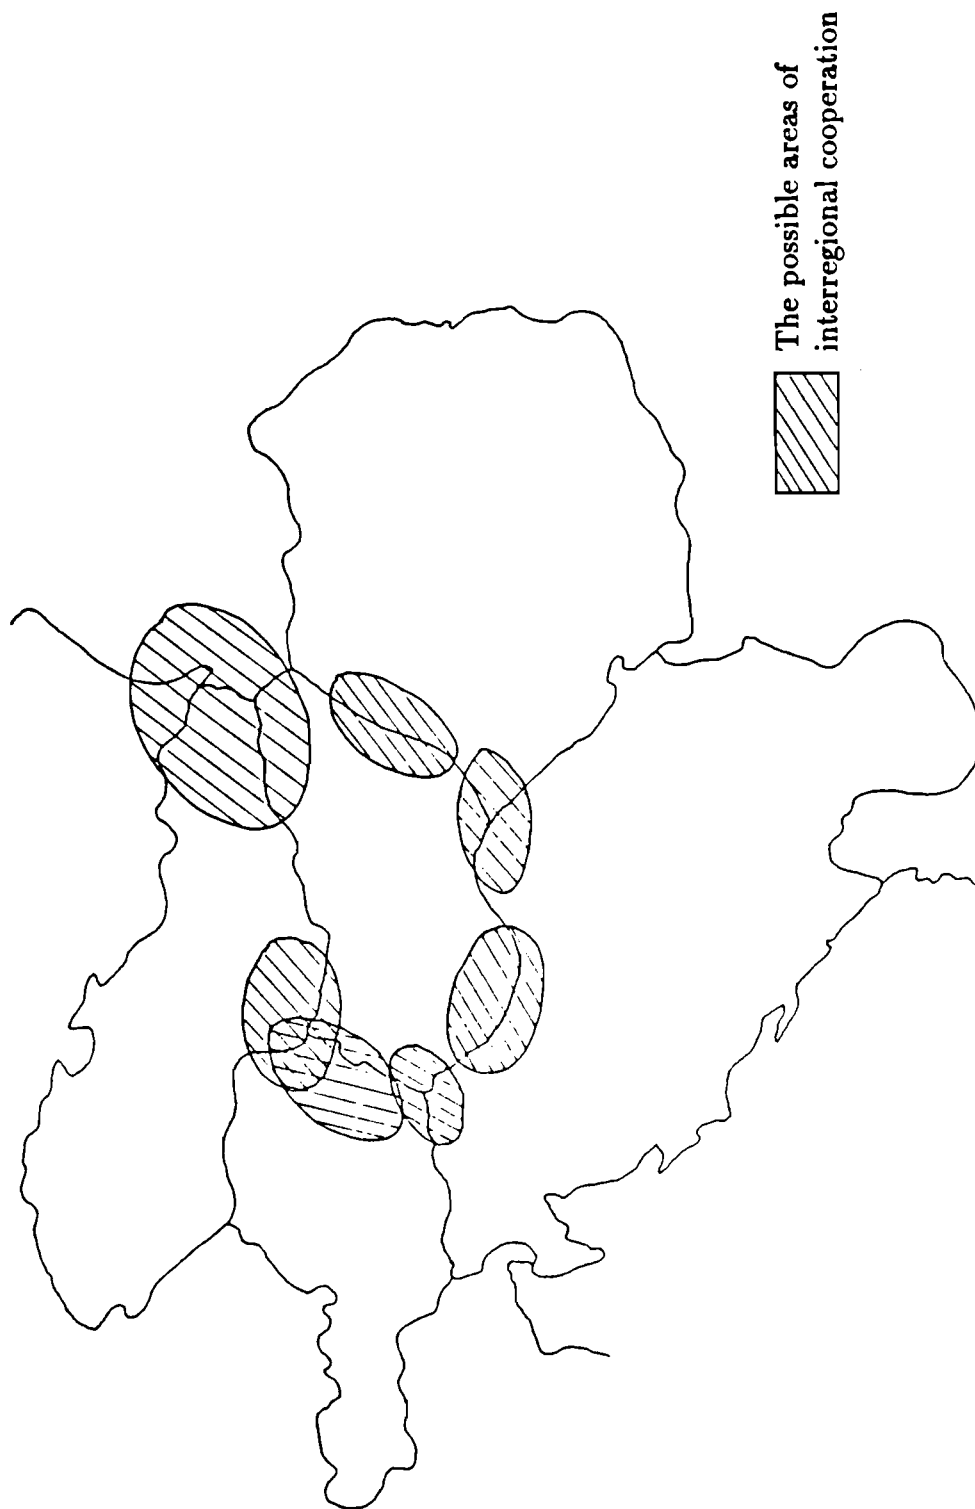 The possible areas of
interregional cooperation